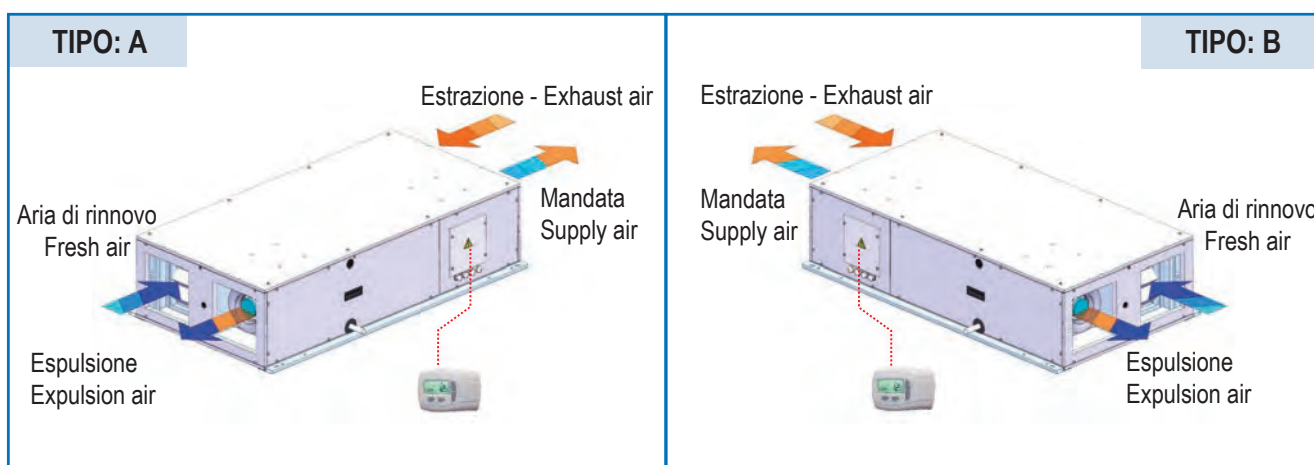 TIPO: A
Estrazione - Exhaust air
Mandata
Supply air
Aria di rinnovo
Fresh air
Espulsione
Expulsion air
TIPO: B
Estrazione - Exhaust air
Mandata
Supply air
Aria di rinnovo
Fresh air
Espulsione
Expulsion air